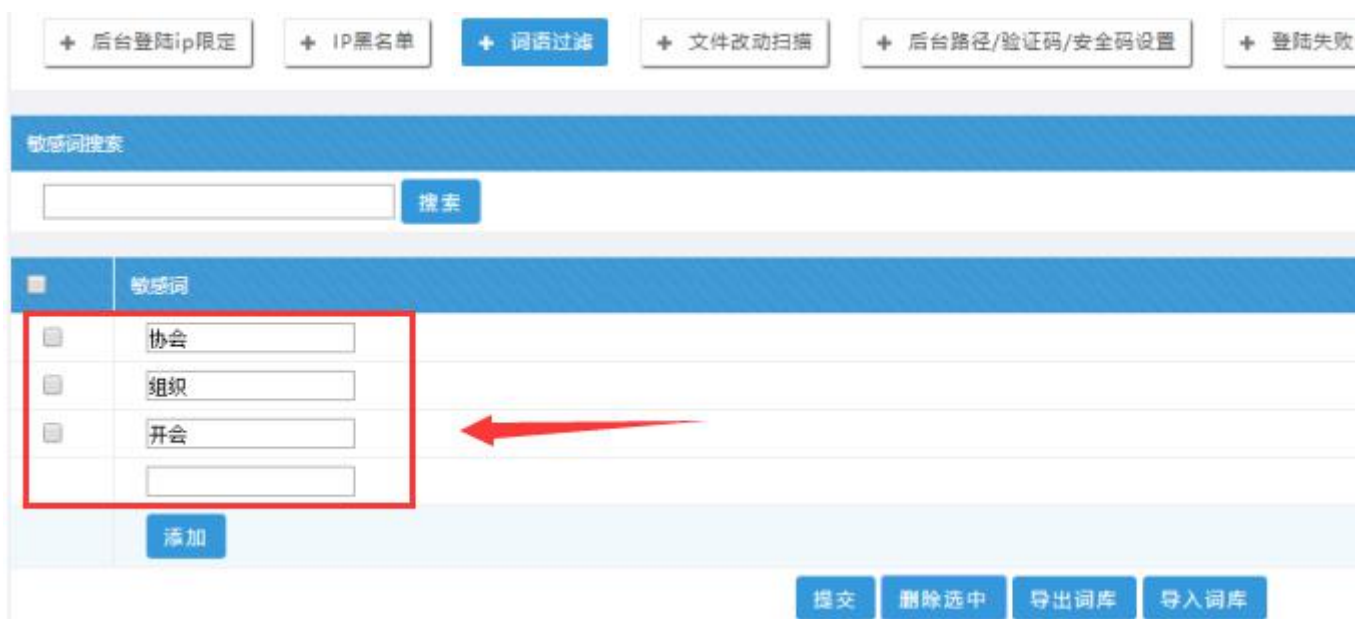 + 后台登陆ip限定 + IP黑名单 + 词语过滤 + 文件改动扫描 + 后台路径/验证码/安全码设置 + 登陆失败
敏感词搜索
搜索
敏感词
协会
组织
开会
添加
提交 删除选中 导出词库 导入词库